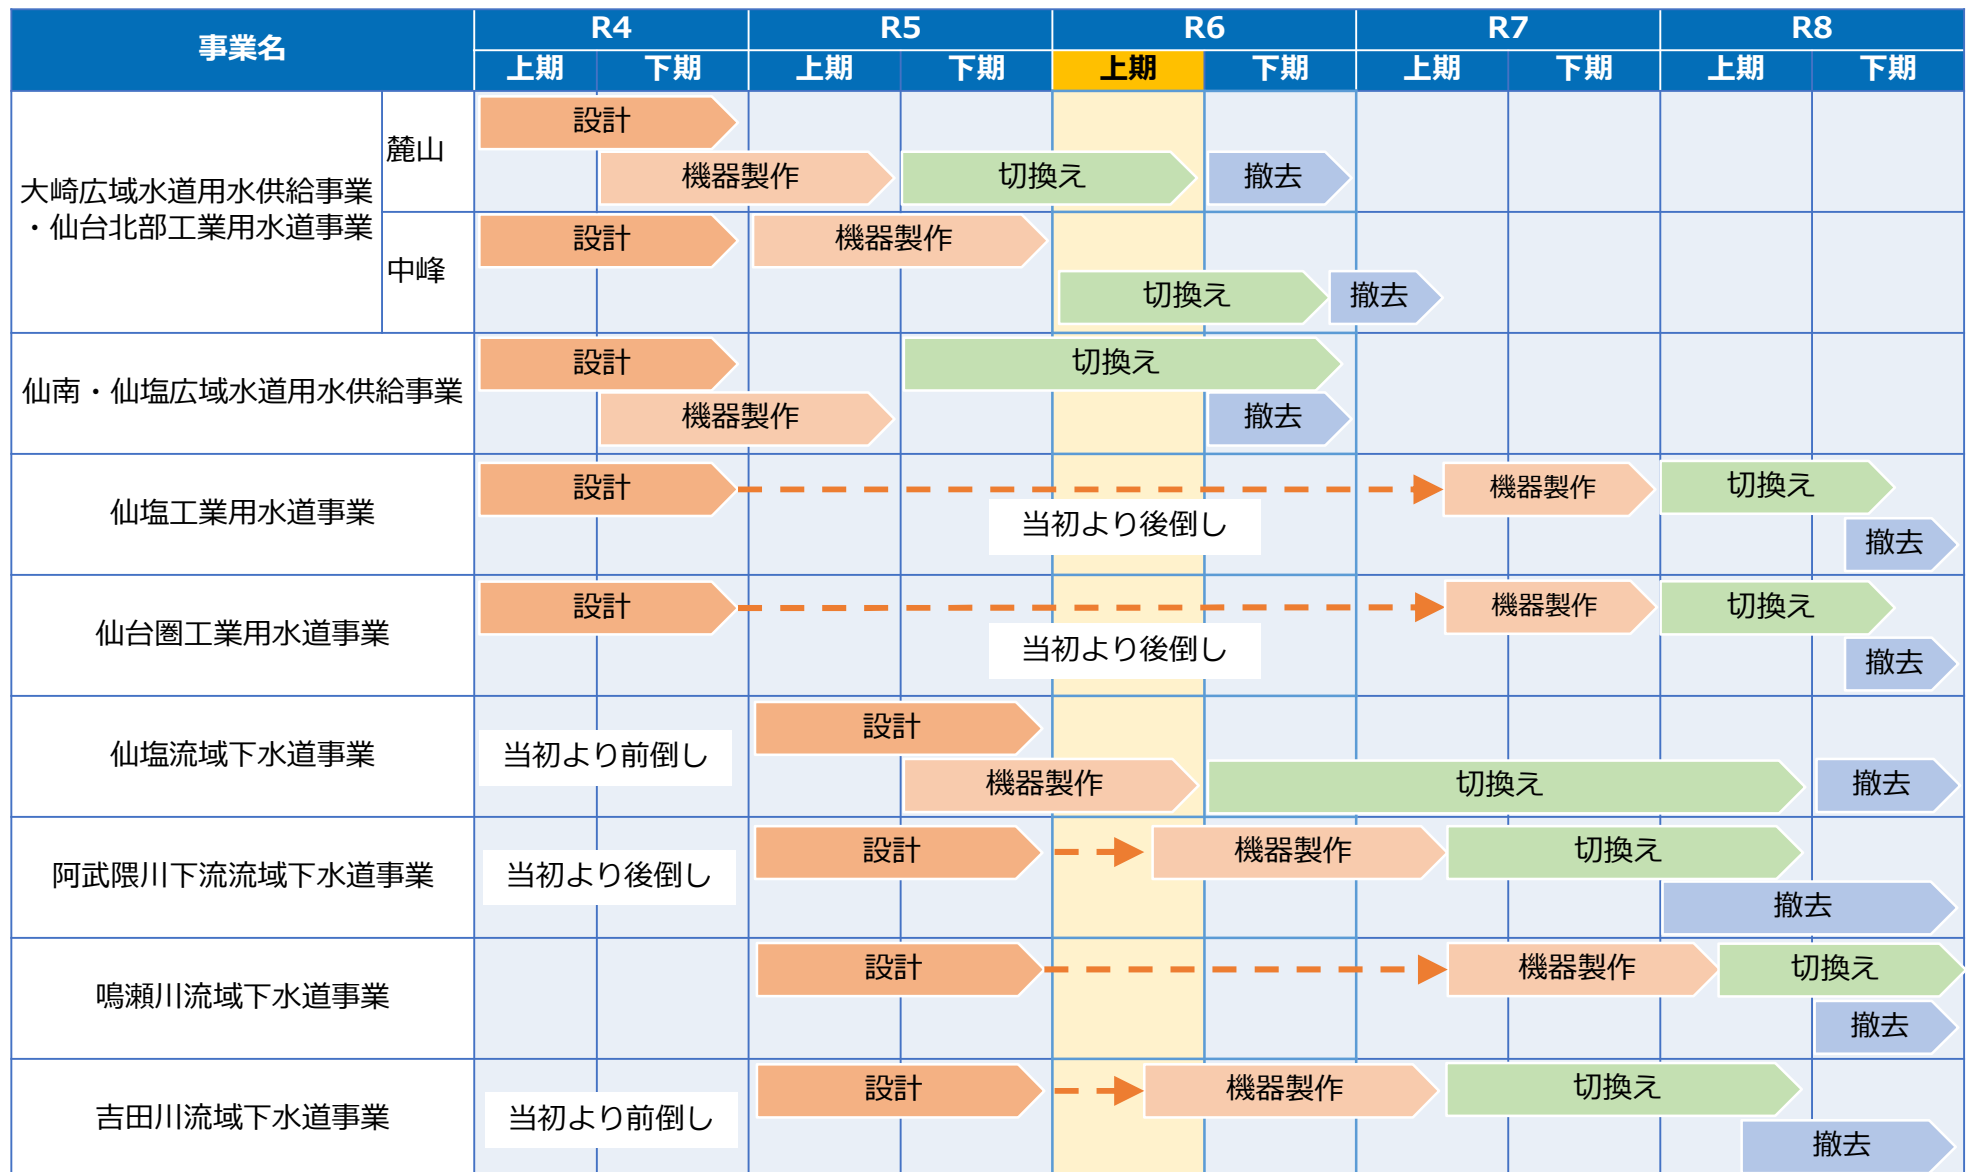 事業名
R4
R5
R6
R7
R8
上期
下期
上期
下期
上期
下期
上期
下期
上期
下期
大崎広域水道用水供給事業
・仙台北部工業用水道事業
麓山
設計
機器製作
切換え
撤去
中峰
設計
機器製作
切換え
撤去
仙南・仙塩広域水道用水供給事業
設計
切換え
機器製作
撤去
仙塩工業用水道事業
設計
機器製作
切換え
当初より後倒し
撤去
仙台圏工業用水道事業
設計
機器製作
切換え
当初より後倒し
撤去
仙塩流域下水道事業
当初より前倒し
設計
機器製作
切換え
撤去
阿武隈川下流流域下水道事業
当初より後倒し
設計
機器製作
切換え
撤去
鳴瀬川流域下水道事業
設計
機器製作
切換え
撤去
吉田川流域下水道事業
当初より前倒し
設計
機器製作
切換え
撤去